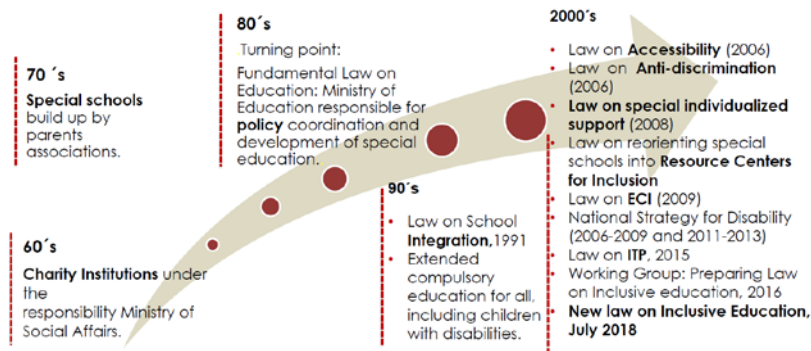 60´s
Charity Institutions under
the
responsibility Ministry of
Social Affairs.
70 ´s
Special schools
build up by
parents
associations.
80´s
Turning point:
Fundamental Law on
Education: Ministry of
Education responsible for
policy coordination and
development of special
education.
90´s
• Law on School
Integration,1991
• Extended
compulsory
education for all,
including children
with disabilities.
2000´s
• Law on Accessibility (2006)
• Law on Anti-discrimination
(2006)
• Law on special individualized
support (2008)
• Law on reorienting special
schools into Resource Centers
for Inclusion
• Law on ECI (2009)
• National Strategy for Disability
(2006-2009 and 2011-2013)
• Law on ITP, 2015
• Working Group: Preparing Law
on Inclusive education, 2016
• New law on Inclusive Education,
July 2018